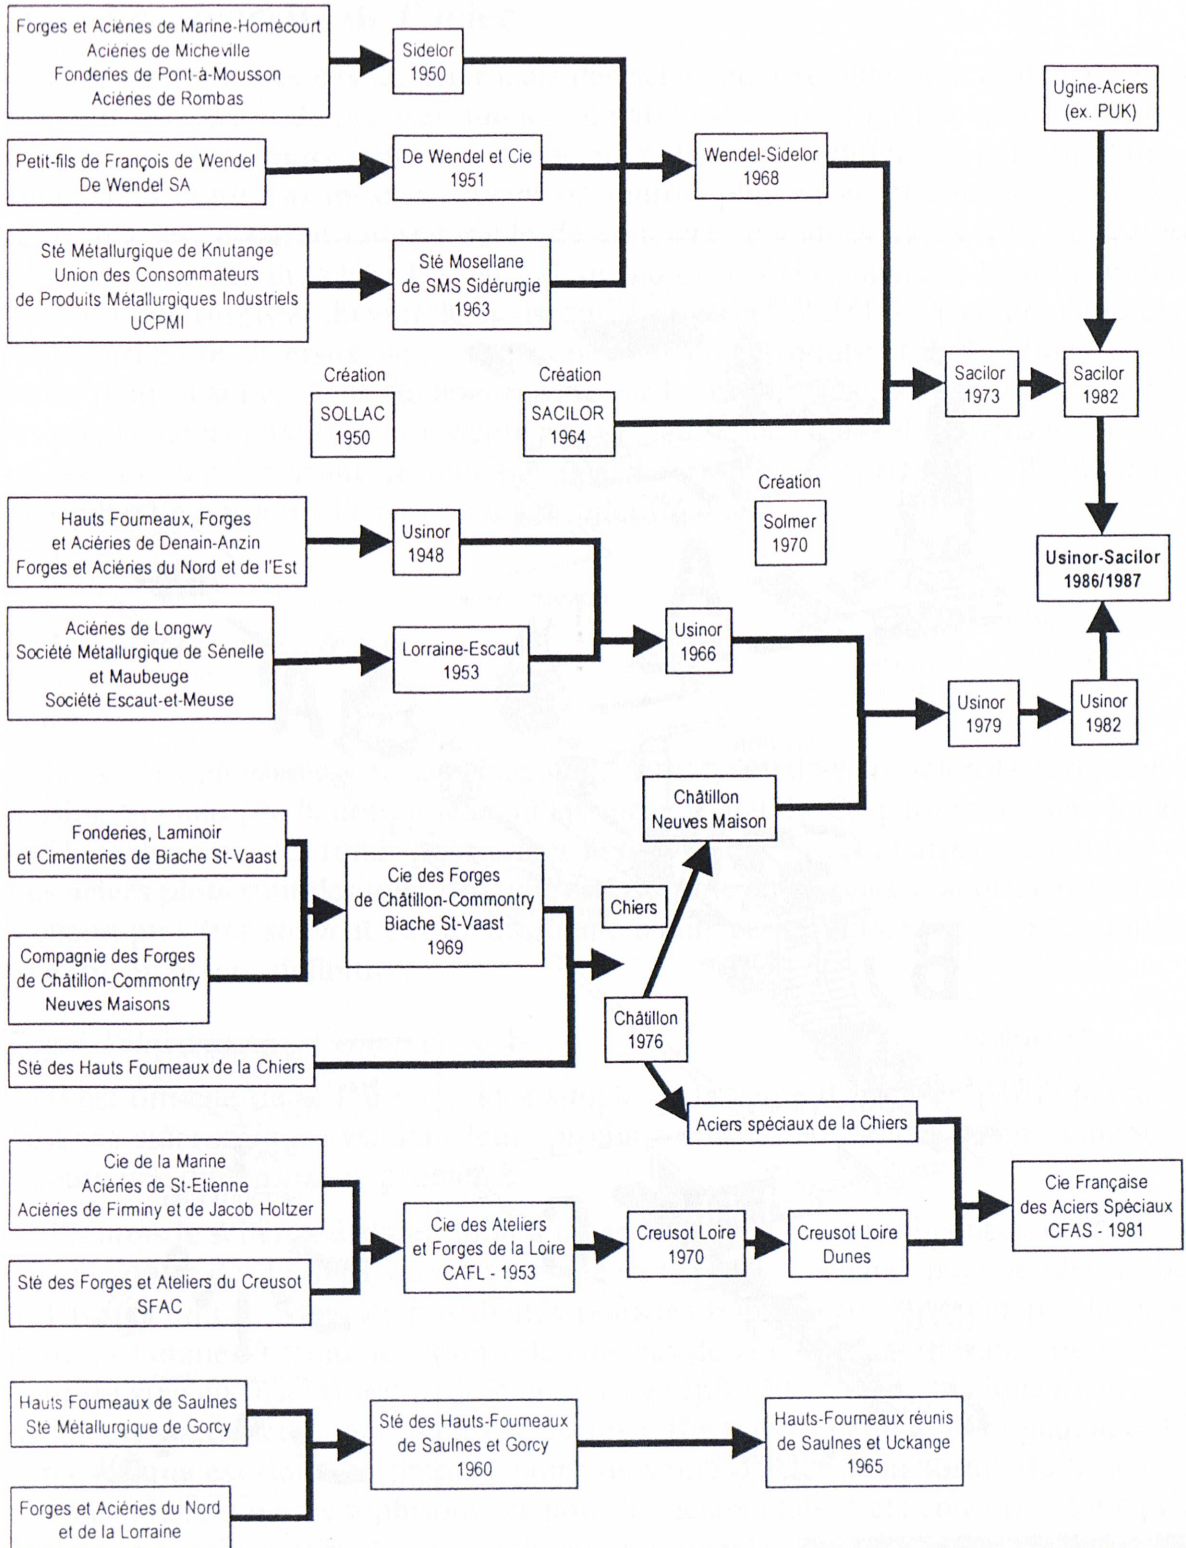 Forges et Aciéries de Marine-Homécourt
Aciéries de Micheville
Fonderies de Pont-à-Mousson
Aciéries de Rombas
Sidelor
1950
Ugine-Aciers
(ex. PUK)
Petit-fils de François de Wendel
De Wendel SA
De Wendel et Cie
1951
Wendel-Sidelor
1968
Sté Métallurgique de Knutange
Union des Consommateurs
de Produits Métallurgiques Industriels
UCPMI
Sté Mosellane
de SMS Sidérurgie
1963
Création
SOLLAC
1950
Création
SACILOR
1964
Sacilor
1973
Sacilor
1982
Création
Solmer
1970
Hauts Fourneaux, Forges
et Aciéries de Denain-Anzin
Forges et Aciéries du Nord et de l'Est
Usinor
1948
Usinor-Sacilor
1986/1987
Aciéries de Longwy
Société Métallurgique de Sénelle
et Maubeuge
Société Escaut-et-Meuse
Lorraine-Escaut
1953
Usinor
1966
Usinor
1979
Usinor
1982
Châtillon
Neuves Maison
Fonderies, Laminoir
et Cimenteries de Biache St-Vaast
Cie des Forges
de Châtillon-Commontry
Biache St-Vaast
1969
Chiers
Compagnie des Forges
de Châtillon-Commontry
Neuves Maisons
Châtillon
1976
Sté des Hauts Fourneaux de la Chiers
Aciers spéciaux de la Chiers
Cie de la Marine
Aciéries de St-Etienne
Aciéries de Firminy et de Jacob Holtzer
Cie des Ateliers
et Forges de la Loire
CAFL - 1953
Creusot Loire
1970
Creusot Loire
Dunes
Cie Française
des Aciers Spéciaux
CFAS - 1981
Sté des Forges et Ateliers du Creusot
SFAC
Hauts Fourneaux de Saulnes
Sté Métallurgique de Gorcy
Sté des Hauts-Fourneaux
de Saulnes et Gorcy
1960
Hauts-Fourneaux réunis
de Saulnes et Uckange
1965
Forges et Aciéries du Nord
et de la Lorraine